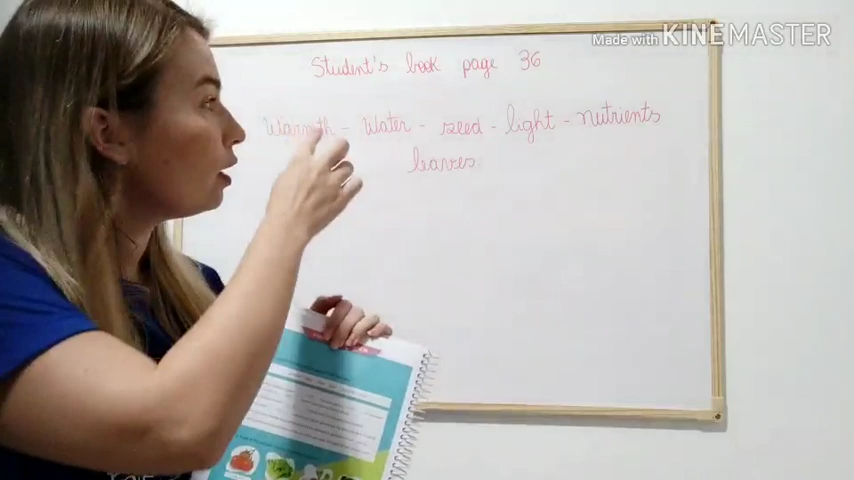 Made with KINEMASTER
Student's book page 36
Warmth - Water - seed - light - nutrients
leaves